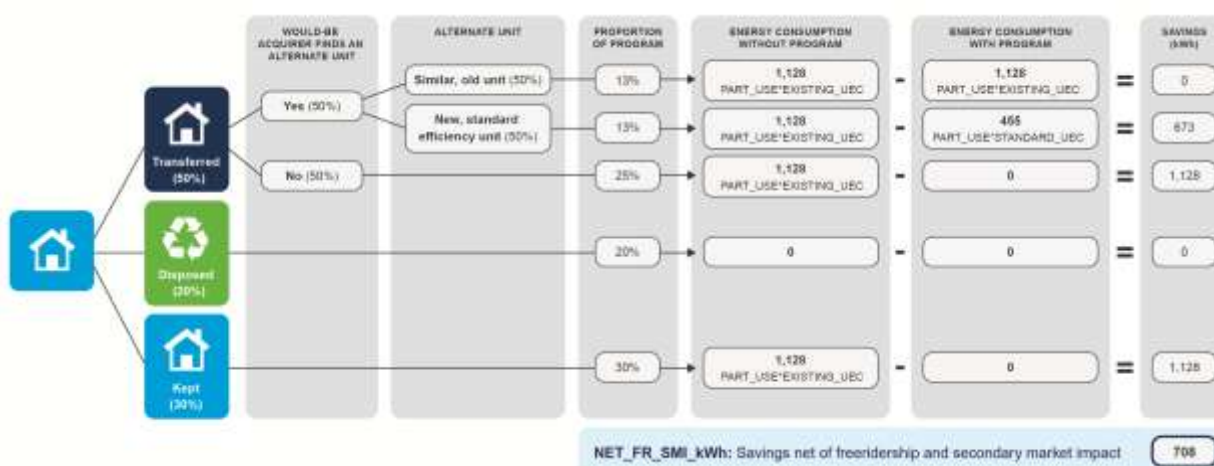 WOULD-BE
ACQUIRER FINDS AN
ALTERNATE UNIT
ALTERNATE UNIT
PROPORTION
OF PROGRAM
ENERGY CONSUMPTION
WITHOUT PROGRAM
ENERGY CONSUMPTION
WITH PROGRAM
SAVINGS
(kWh)
Transferred
(50%)
Yes (50%)
Similar, old unit (50%)
13%
1,128
PART_USE*EXISTING_UEC
-
1,128
PART_USE*EXISTING_UEC
=
0
New, standard
efficiency unit (50%)
13%
1,128
PART_USE*EXISTING_UEC
-
455
PART_USE*STANDARD_UEC
=
673
No (50%)
25%
1,128
PART_USE*EXISTING_UEC
-
0
=
1,128
Disposed
(20%)
20%
0
-
0
=
0
Kept
(30%)
30%
1,128
PART_USE*EXISTING_UEC
-
0
=
1,128
NET_FR_SMI_kWh: Savings net of freeridership and secondary market impact
708